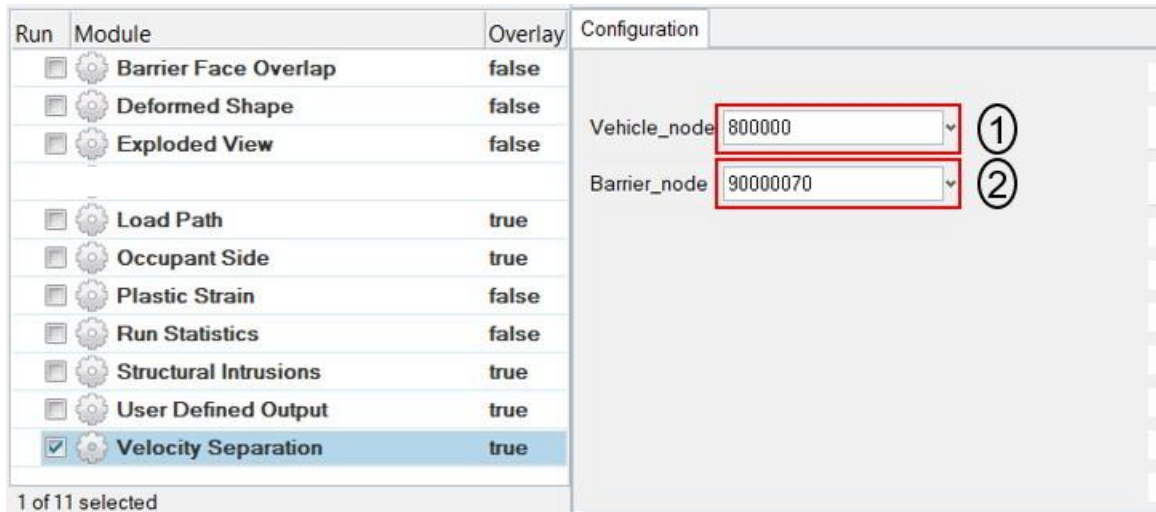 Run Module Overlay
Barrier Face Overlap false
Deformed Shape false
Exploded View false
Load Path true
Occupant Side true
Plastic Strain false
Run Statistics false
Structural Intrusions true
User Defined Output true
Velocity Separation true
1 of 11 selected
Configuration
Vehicle_node 800000 1
Barrier_node 90000070 2